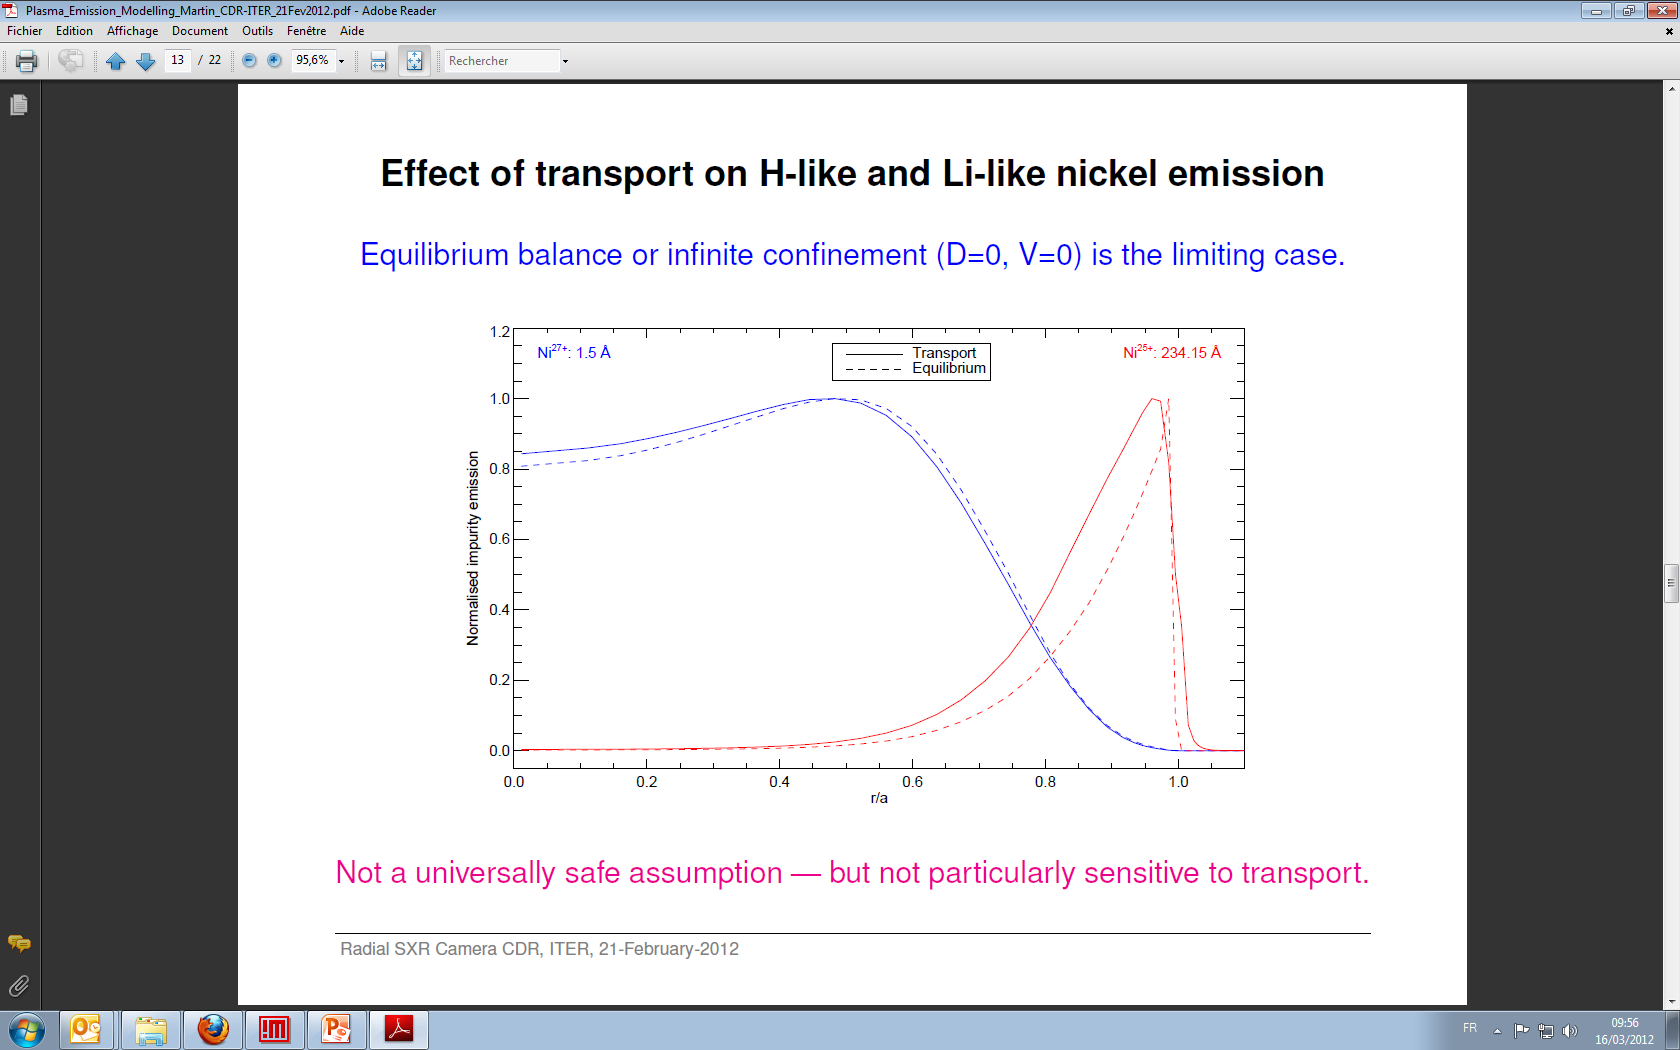 Plasma_Emission_Modelling_Martin_CDR-ITER_21Fev2012.pdf - Adobe Reader
Fichier Edition Affichage Document Outils Fenêtre Aide
13 / 22 95,6% Rechercher
Effect of transport on H-like and Li-like nickel emission
Equilibrium balance or infinite confinement (D=0, V=0) is the limiting case.
Ni27+: 1.5 Å
Transport
Equilibrium
Ni25+: 234.15 Å
1.2
1.0
0.8
0.6
0.4
0.2
0.0
Normalised impurity emission
0.0 0.2 0.4 0.6 0.8 1.0
r/a
Not a universally safe assumption — but not particularly sensitive to transport.
Radial SXR Camera CDR, ITER, 21-February-2012
FR
09:56
16/03/2012